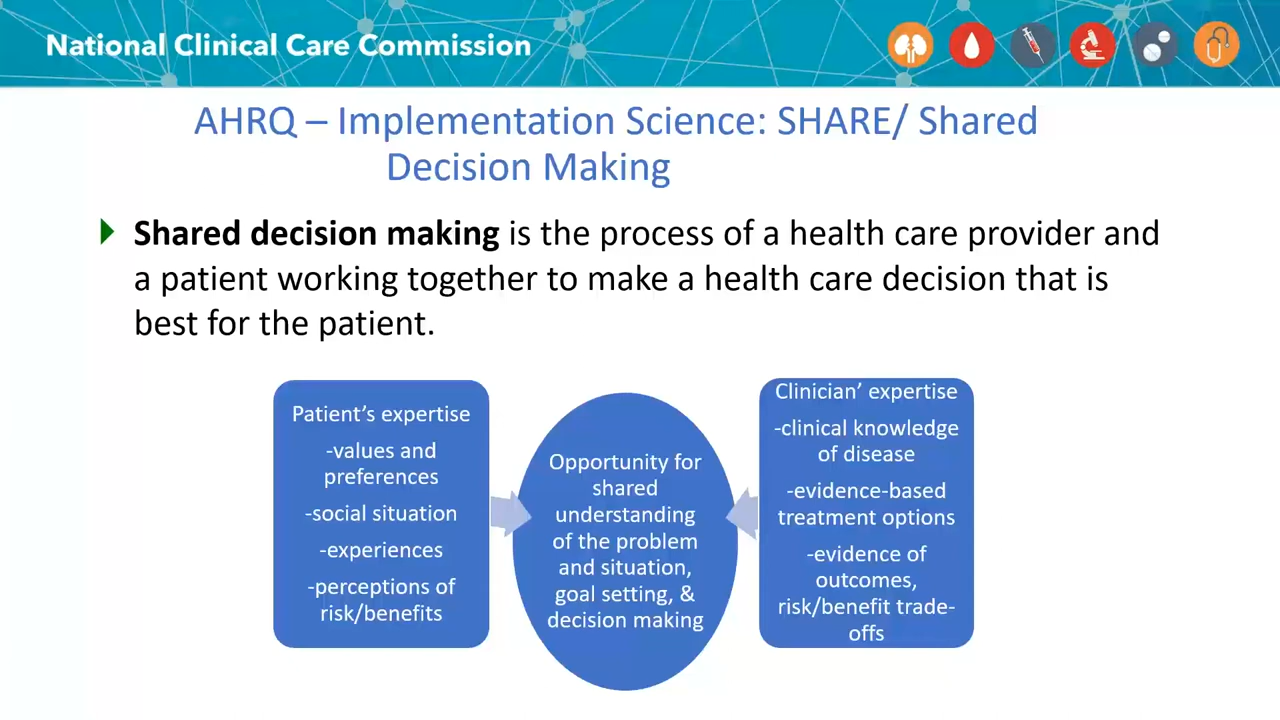 National Clinical Care Commission
AHRQ – Implementation Science: SHARE/ Shared
Decision Making
Shared decision making is the process of a health care provider and
a patient working together to make a health care decision that is
best for the patient.
Patient’s expertise
-values and
preferences
-social situation
-experiences
-perceptions of
risk/benefits
Opportunity for
shared
understanding
of the problem
and situation,
goal setting, &
decision making
Clinician’ expertise
-clinical knowledge
of disease
-evidence-based
treatment options
-evidence of
outcomes,
risk/benefit trade-
offs